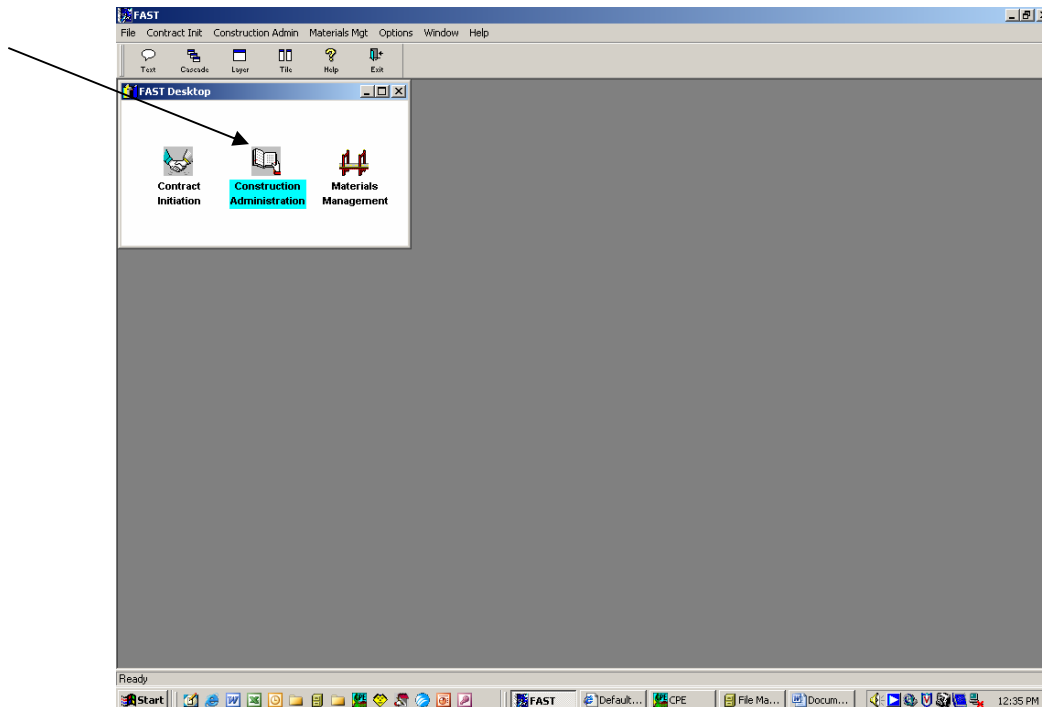 FAST
File Contract Init Construction Admin Materials Mgt Options Window Help
Text Cascade Layer Tile Help Exit
FAST Desktop
Contract Initiation
Construction Administration
Materials Management
Ready
Start FAST Default... CPE File Ma... Docum... 12:35 PM